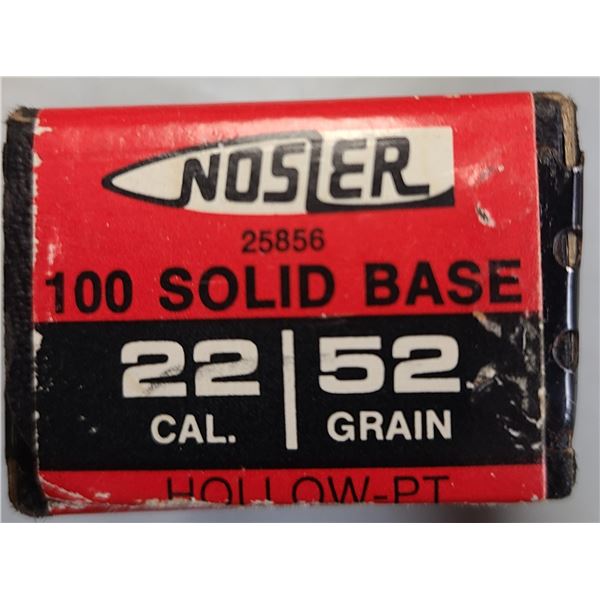 NOSLER
25856
100 SOLID BASE
22 | 52
CAL. GRAIN
HOLLOW-PT